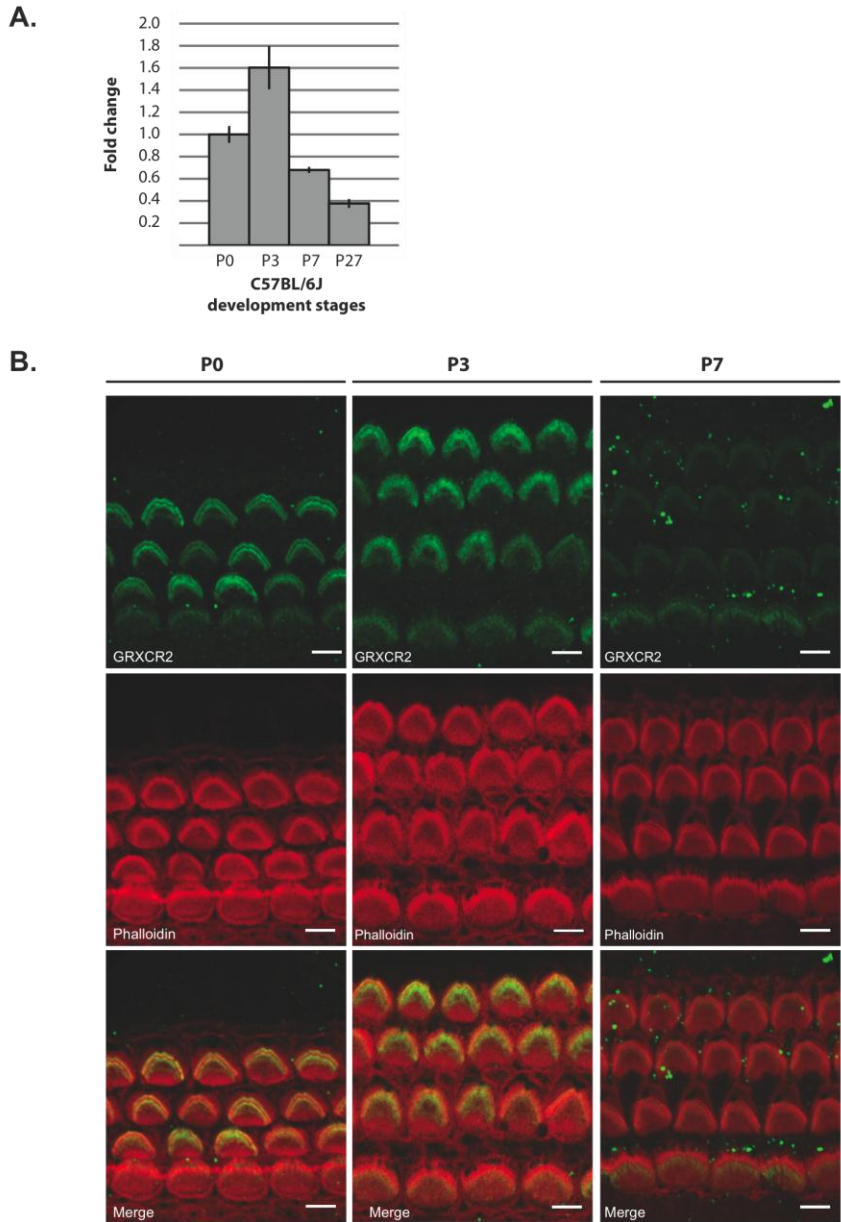 A.
2.0
1.8
1.6
1.4
1.2
1.0
0.8
0.6
0.4
0.2
Fold change
P0 P3 P7 P27
C57BL/6J
development stages
B.
P0 P3 P7
GRXCR2 GRXCR2 GRXCR2
Phalloidin Phalloidin Phalloidin
Merge Merge Merge